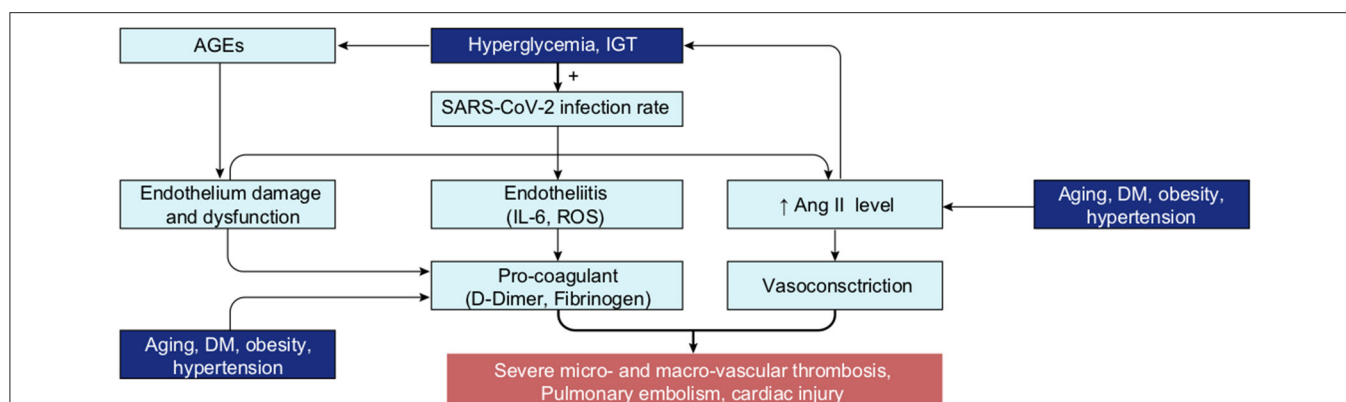 AGEs
Hyperglycemia, IGT
+
SARS-CoV-2 infection rate
Endothelium damage
and dysfunction
Endotheliitis
(IL-6, ROS)
↑ Ang II level
Aging, DM, obesity,
hypertension
Pro-coagulant
(D-Dimer, Fibrinogen)
Vasoconsctriction
Aging, DM, obesity,
hypertension
Severe micro- and macro-vascular thrombosis,
Pulmonary embolism, cardiac injury